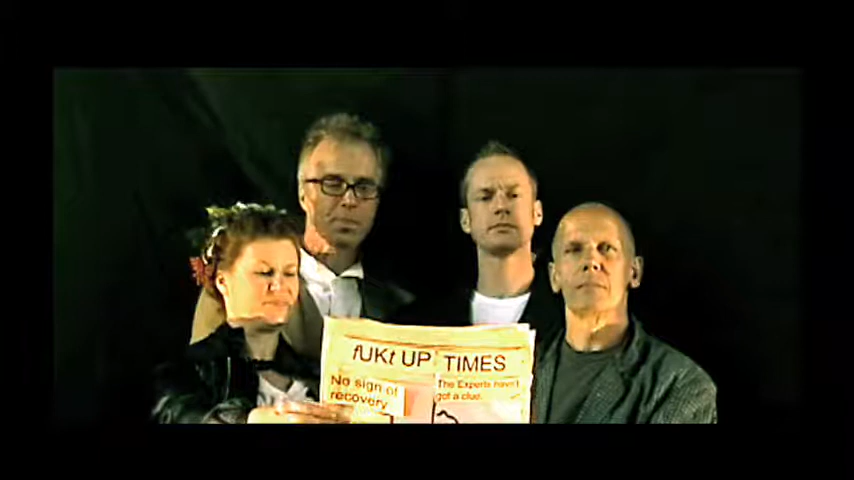 fUKt UP TIMES
No sign of
recovery
The Experts haven't
got a clue.